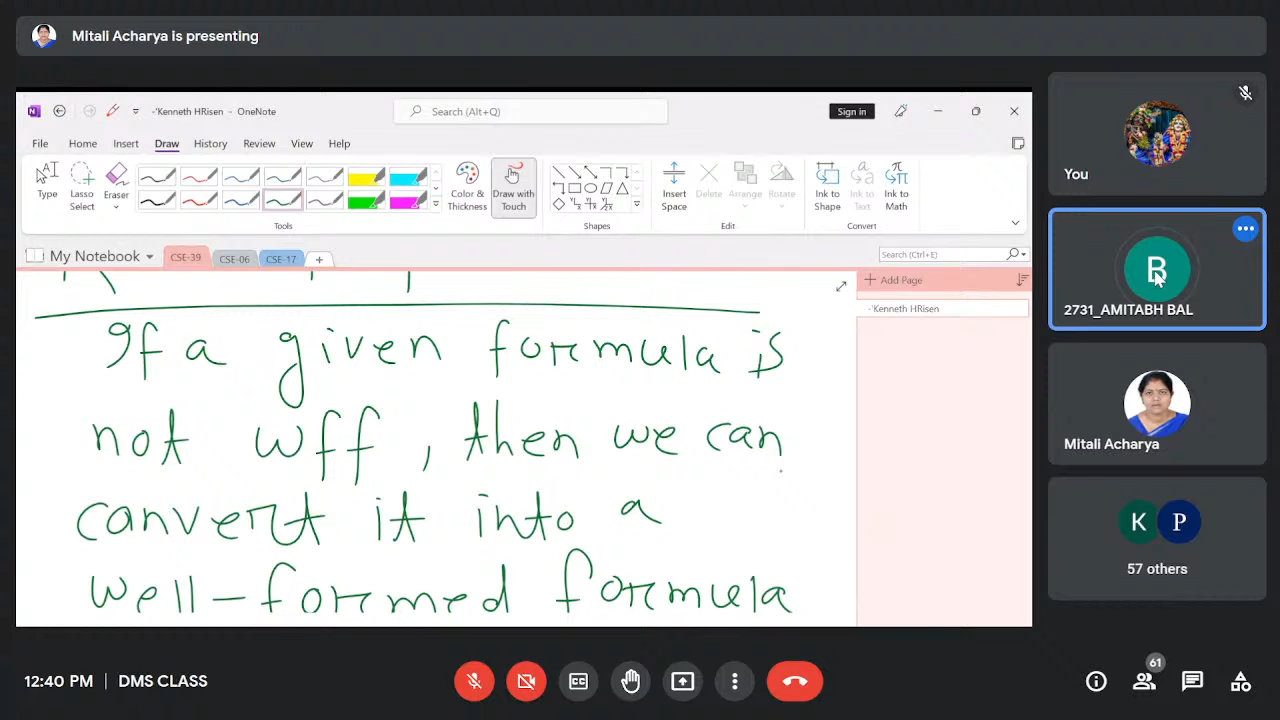 Mitali Acharya is presenting
-'Kenneth HRisen - OneNote
Search (Alt+Q)
Sign in
File Home Insert Draw History Review View Help
Type
Lasso Select
Eraser
Color & Thickness
Draw with Touch
Insert Space
Delete
Arrange
Rotate
Ink to Shape
Ink to Text
Ink to Math
Tools
Shapes
Edit
Convert
My Notebook
CSE-39
CSE-06
CSE-17
Search (Ctrl+E)
Add Page
-'Kenneth HRisen
If a given formula is
not wff, then we can
convert it into a
well-formed formula
You
B
2731_AMITABH BAL
Mitali Acharya
K P
57 others
12:40 PM | DMS CLASS
61